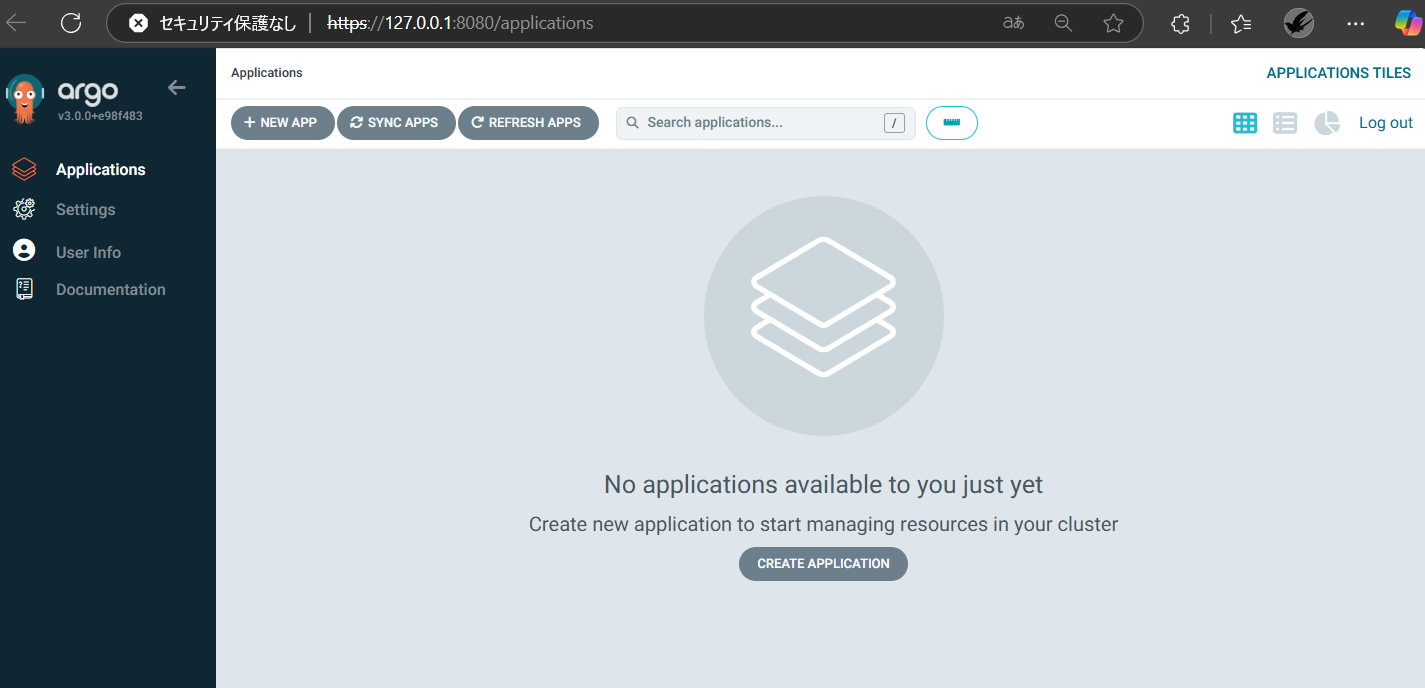 セキュリティ保護なし https://127.0.0.1:8080/applications aあ
argo
v3.0.0+e98f483
Applications
Settings
User Info
Documentation
Applications
APPLICATIONS TILES
+ NEW APP SYNC APPS REFRESH APPS Search applications... / Log out
No applications available to you just yet
Create new application to start managing resources in your cluster
CREATE APPLICATION